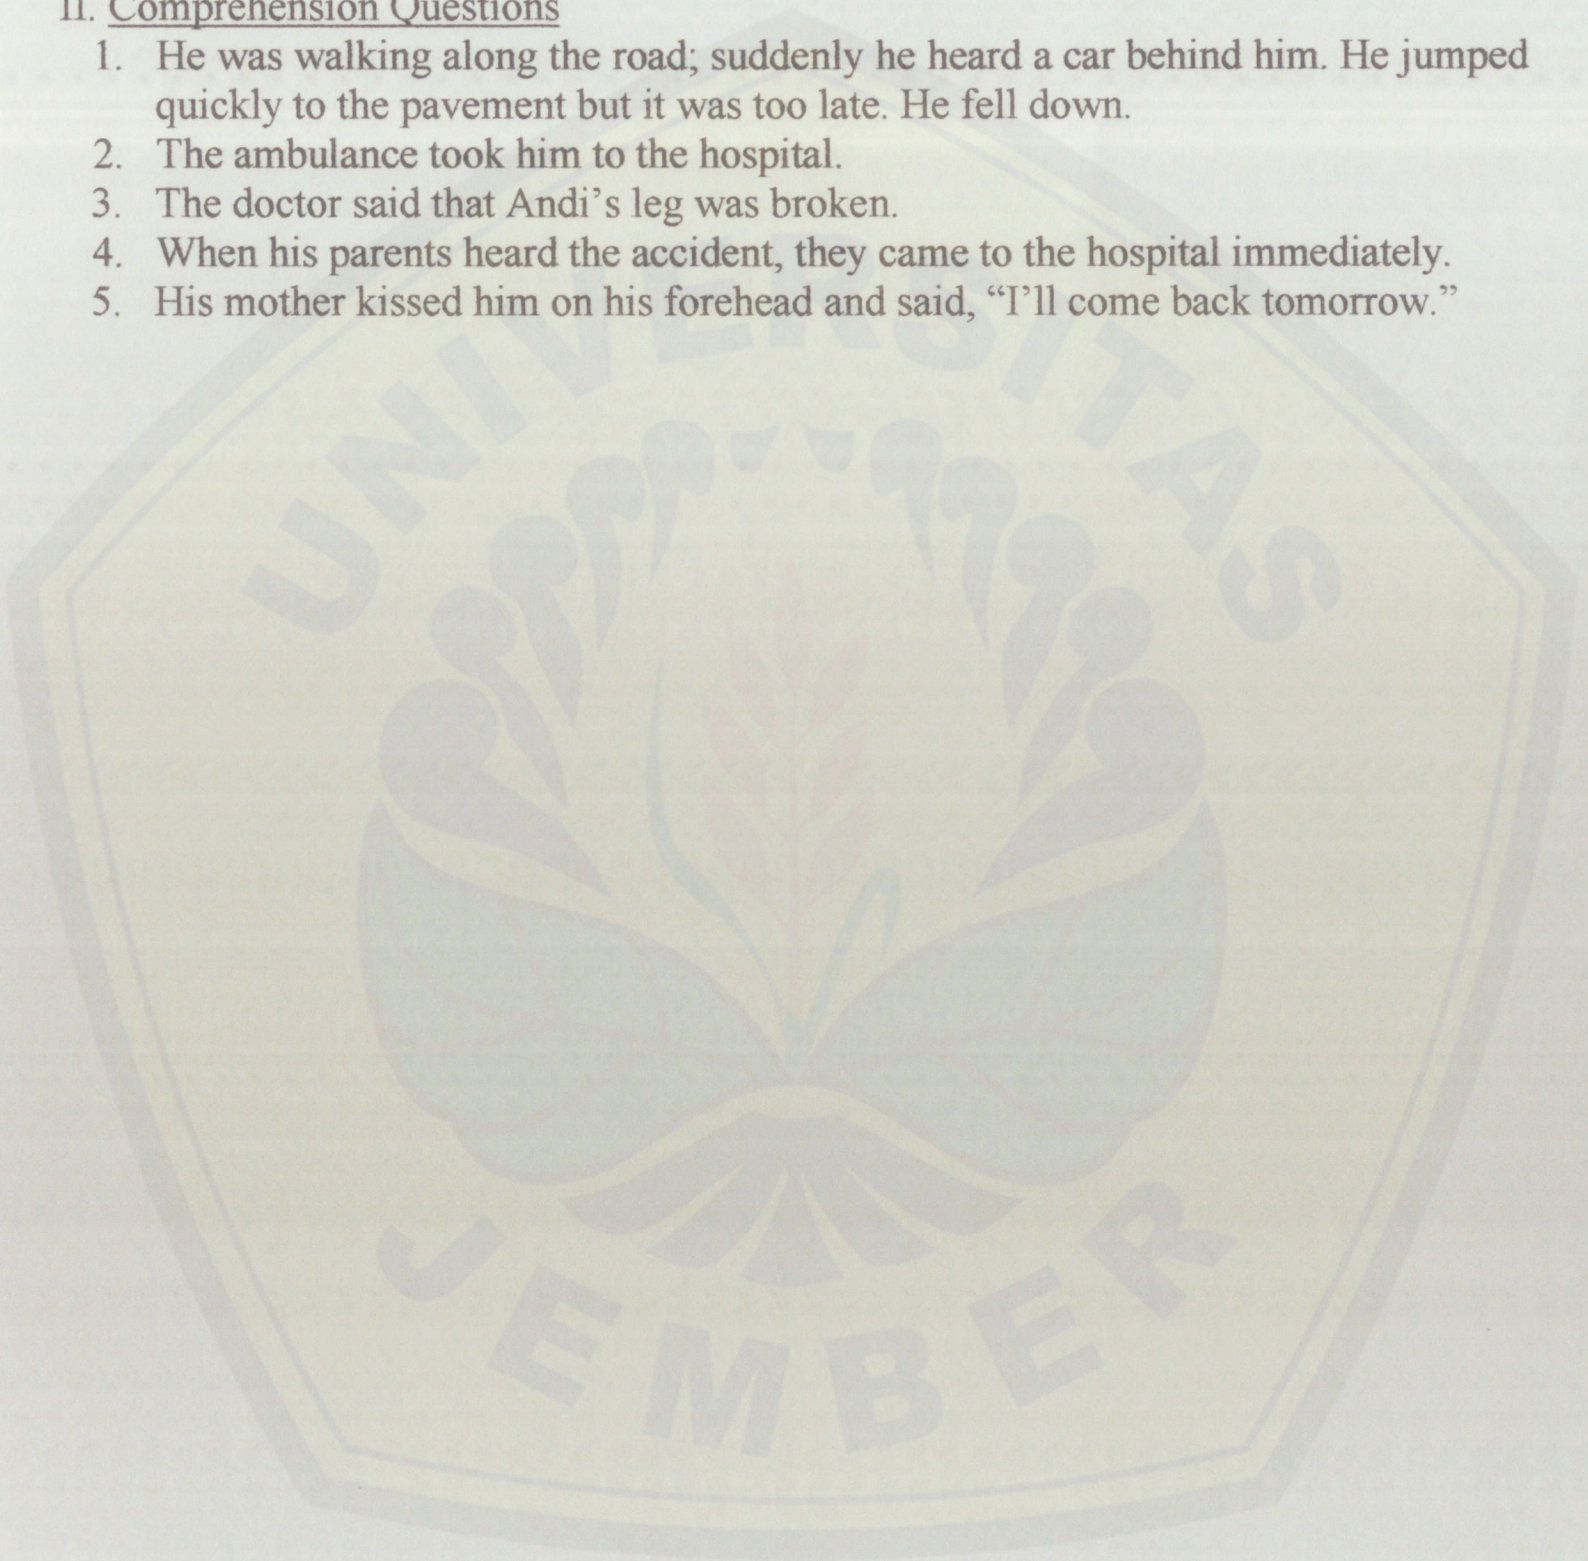 II. Comprehension Questions
1. He was walking along the road; suddenly he heard a car behind him. He jumped
quickly to the pavement but it was too late. He fell down.
2. The ambulance took him to the hospital.
3. The doctor said that Andi’s leg was broken.
4. When his parents heard the accident, they came to the hospital immediately.
5. His mother kissed him on his forehead and said, “I’ll come back tomorrow.”
UNIVERSITAS
JEMBER